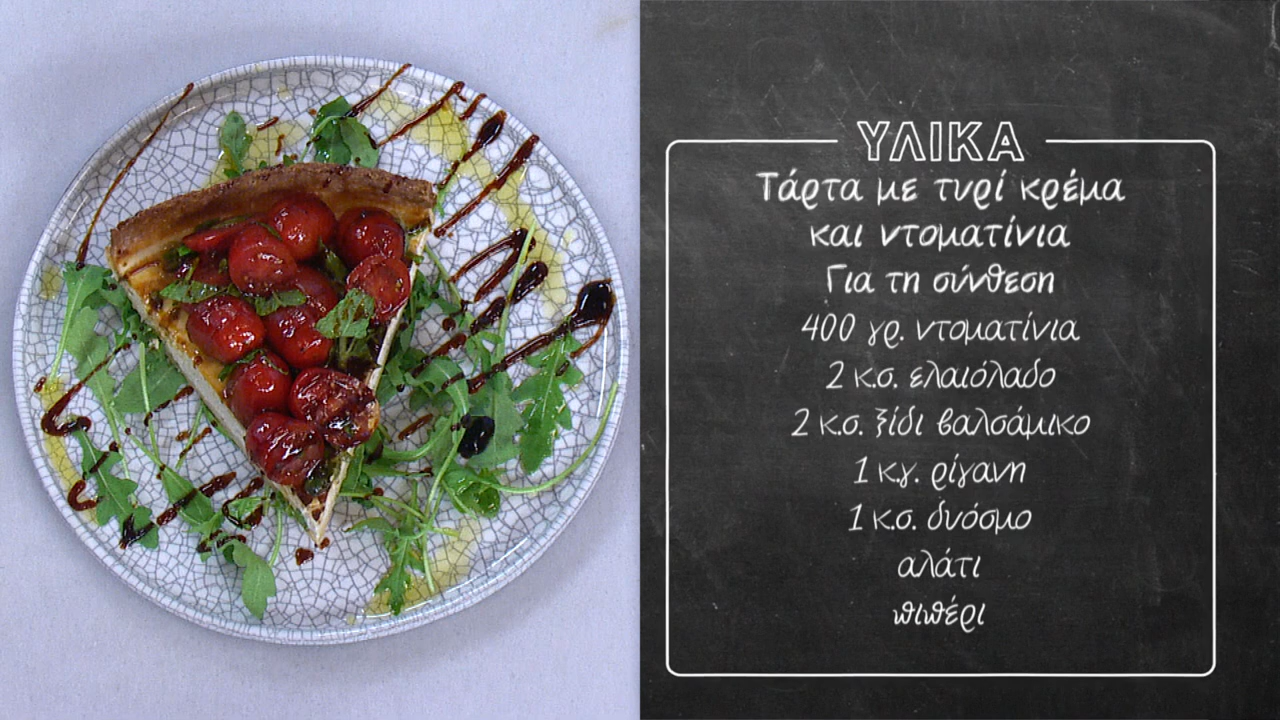 ΥΛΙΚΑ
Τάρτα με τυρί κρέμα
και ντοματίνια
Για τη σύνθεση
400 γρ. ντοματίνια
2 κ.σ. ελαιόλαδο
2 κ.σ. ξίδι βαλσάμικο
1 κ.γ. ρίγανη
1 κ.σ. δυόσμο
αλάτι
πιπέρι